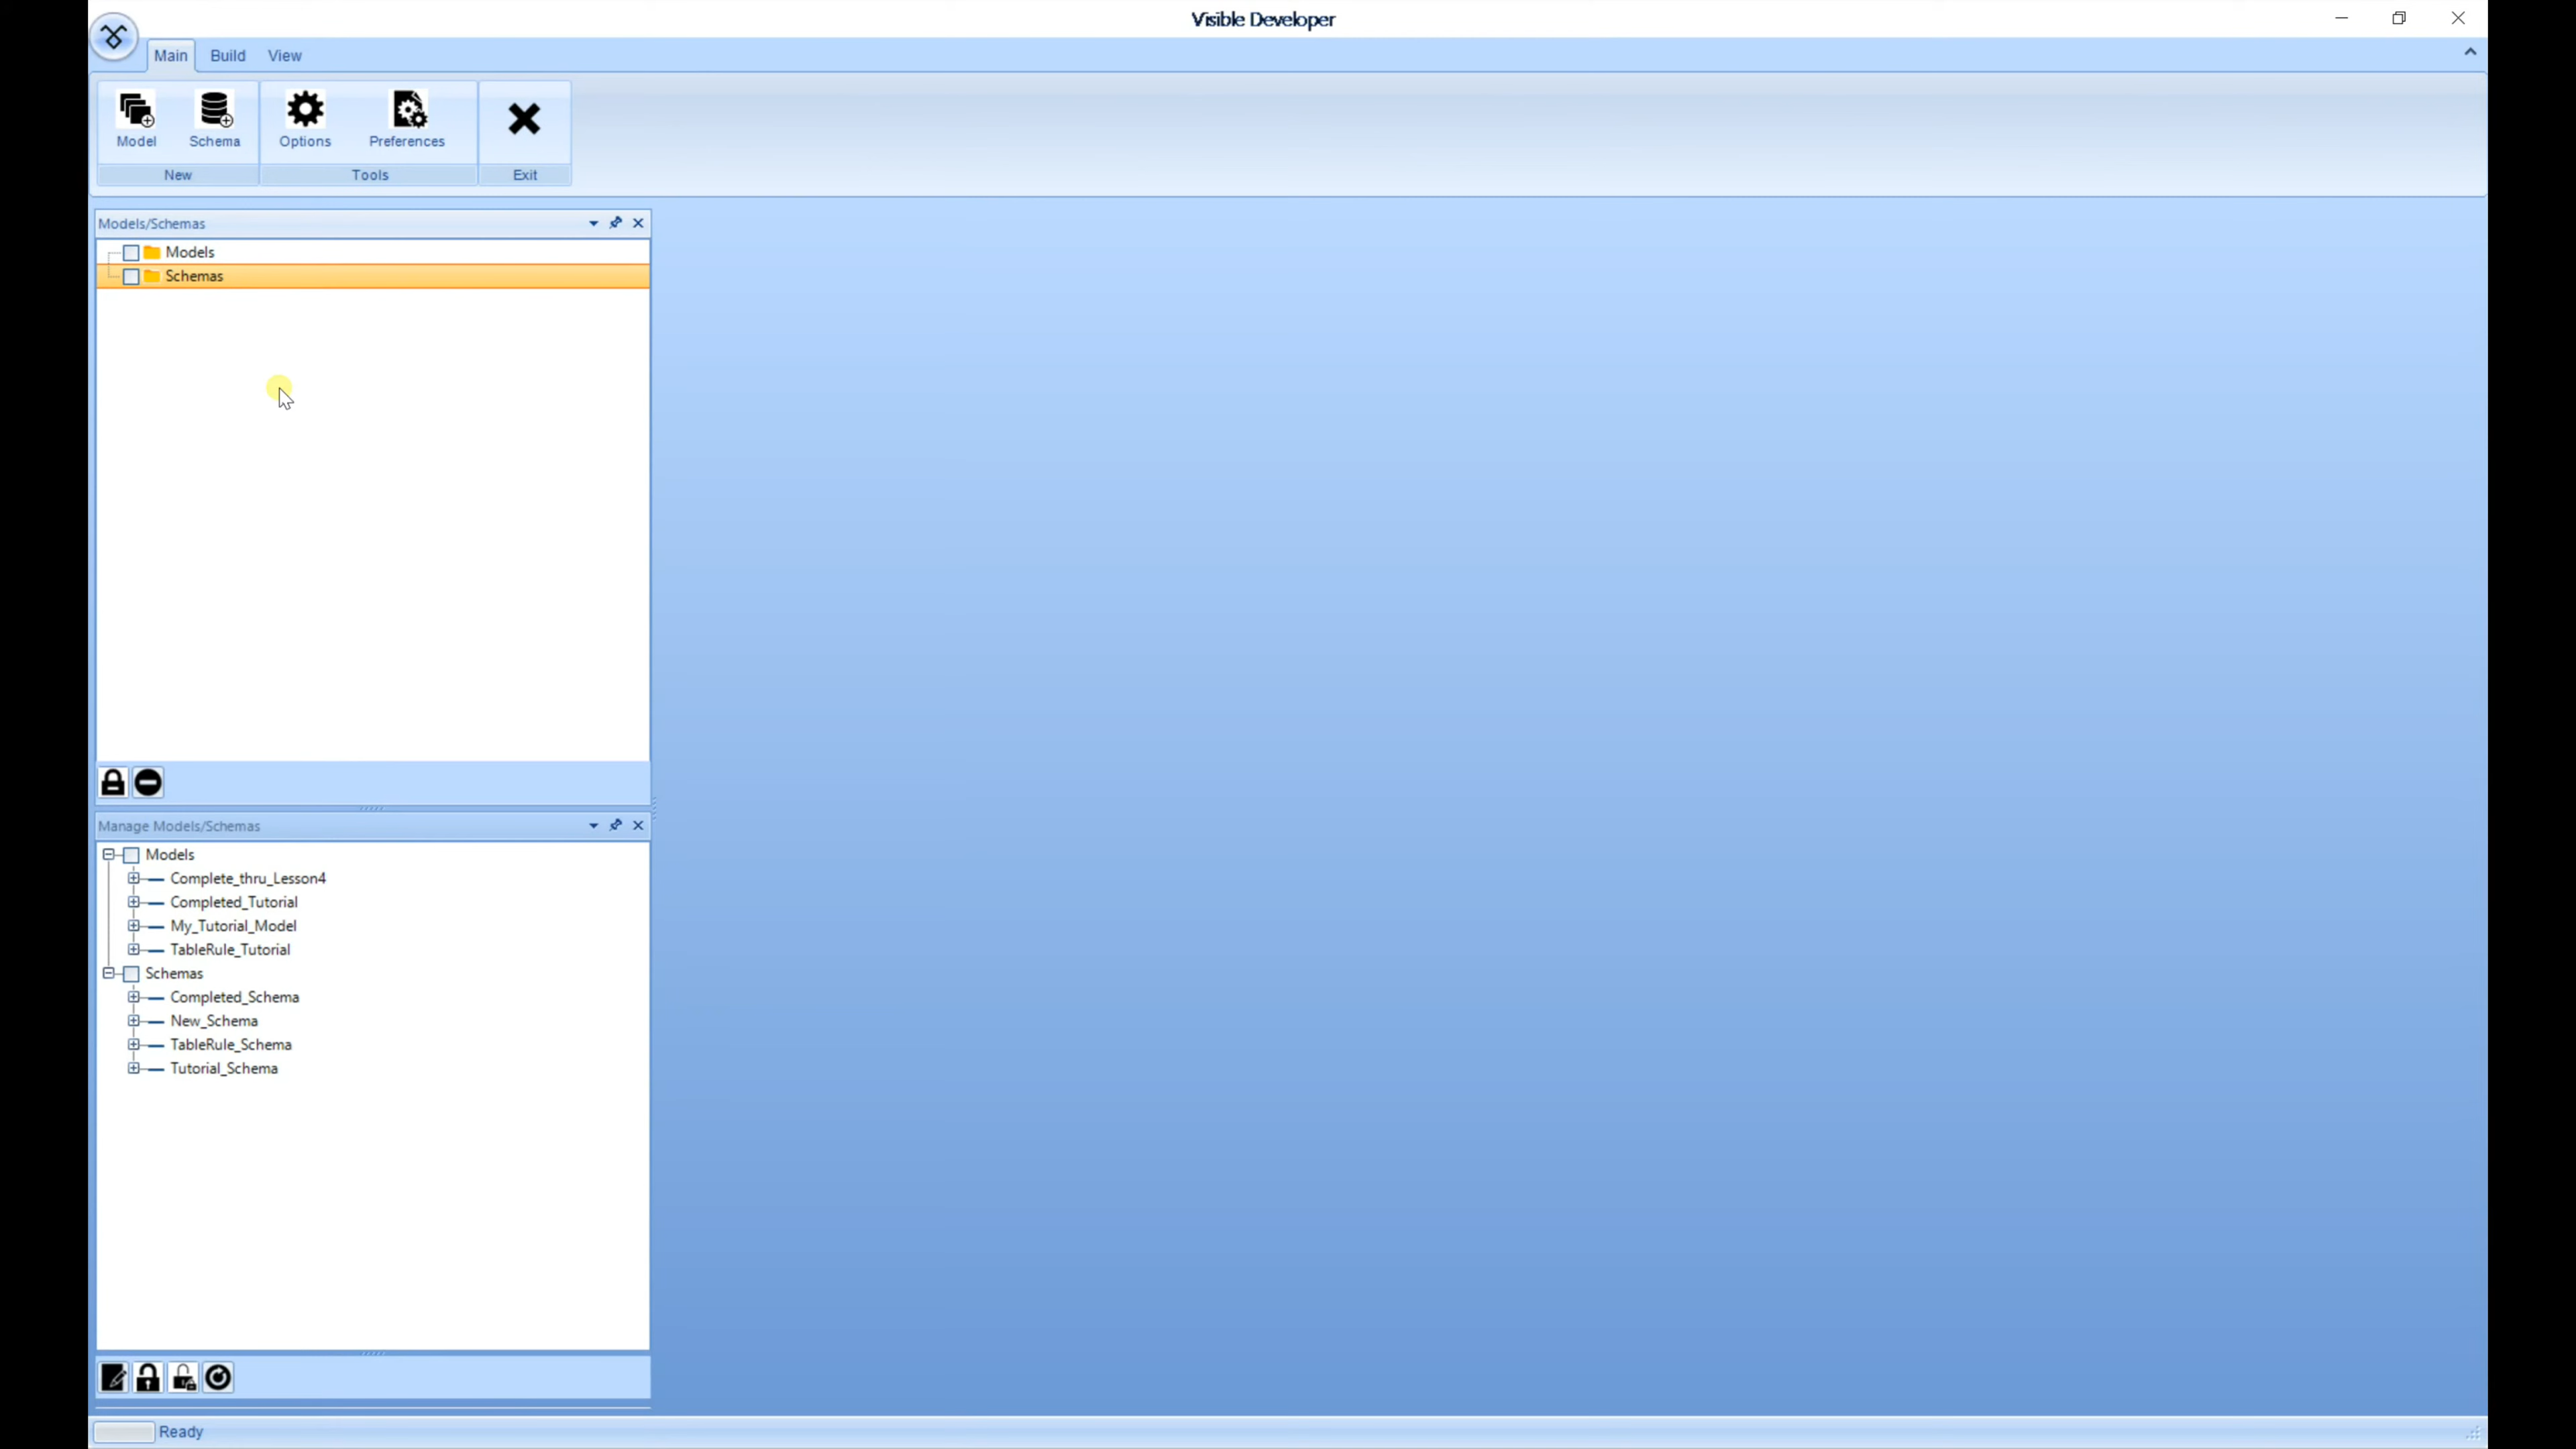 Visible Developer
Main Build View
Model Schema Options Preferences
New Tools Exit
Models/Schemas
Models
Schemas
Manage Models/Schemas
Models
Complete_thru_Lesson4
Completed_Tutorial
My_Tutorial_Model
TableRule_Tutorial
Schemas
Completed_Schema
New_Schema
TableRule_Schema
Tutorial_Schema
Ready